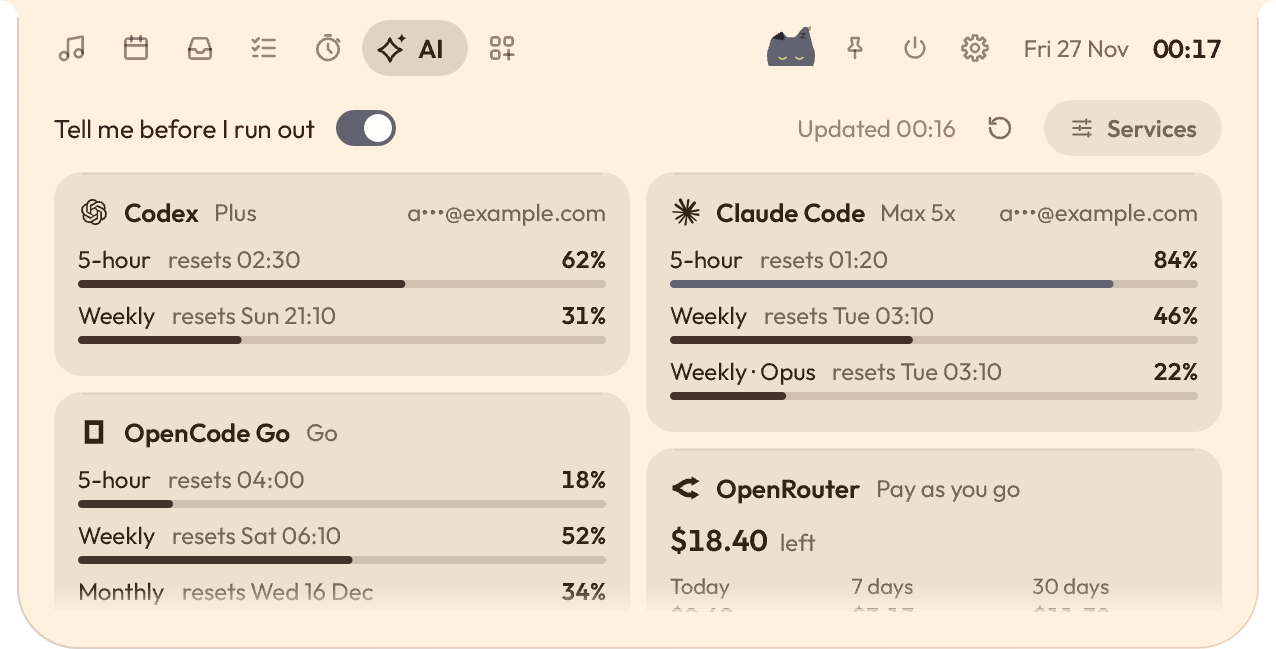 AI
Fri 27 Nov 00:17
Tell me before I run out
Updated 00:16
Services
Codex Plus a•••@example.com
5-hour resets 02:30 62%
Weekly resets Sun 21:10 31%
Claude Code Max 5x a•••@example.com
5-hour resets 01:20 84%
Weekly resets Tue 03:10 46%
Weekly · Opus resets Tue 03:10 22%
OpenCode Go Go
5-hour resets 04:00 18%
Weekly resets Sat 06:10 52%
Monthly resets Wed 16 Dec 34%
OpenRouter Pay as you go
$18.40 left
Today 7 days 30 days